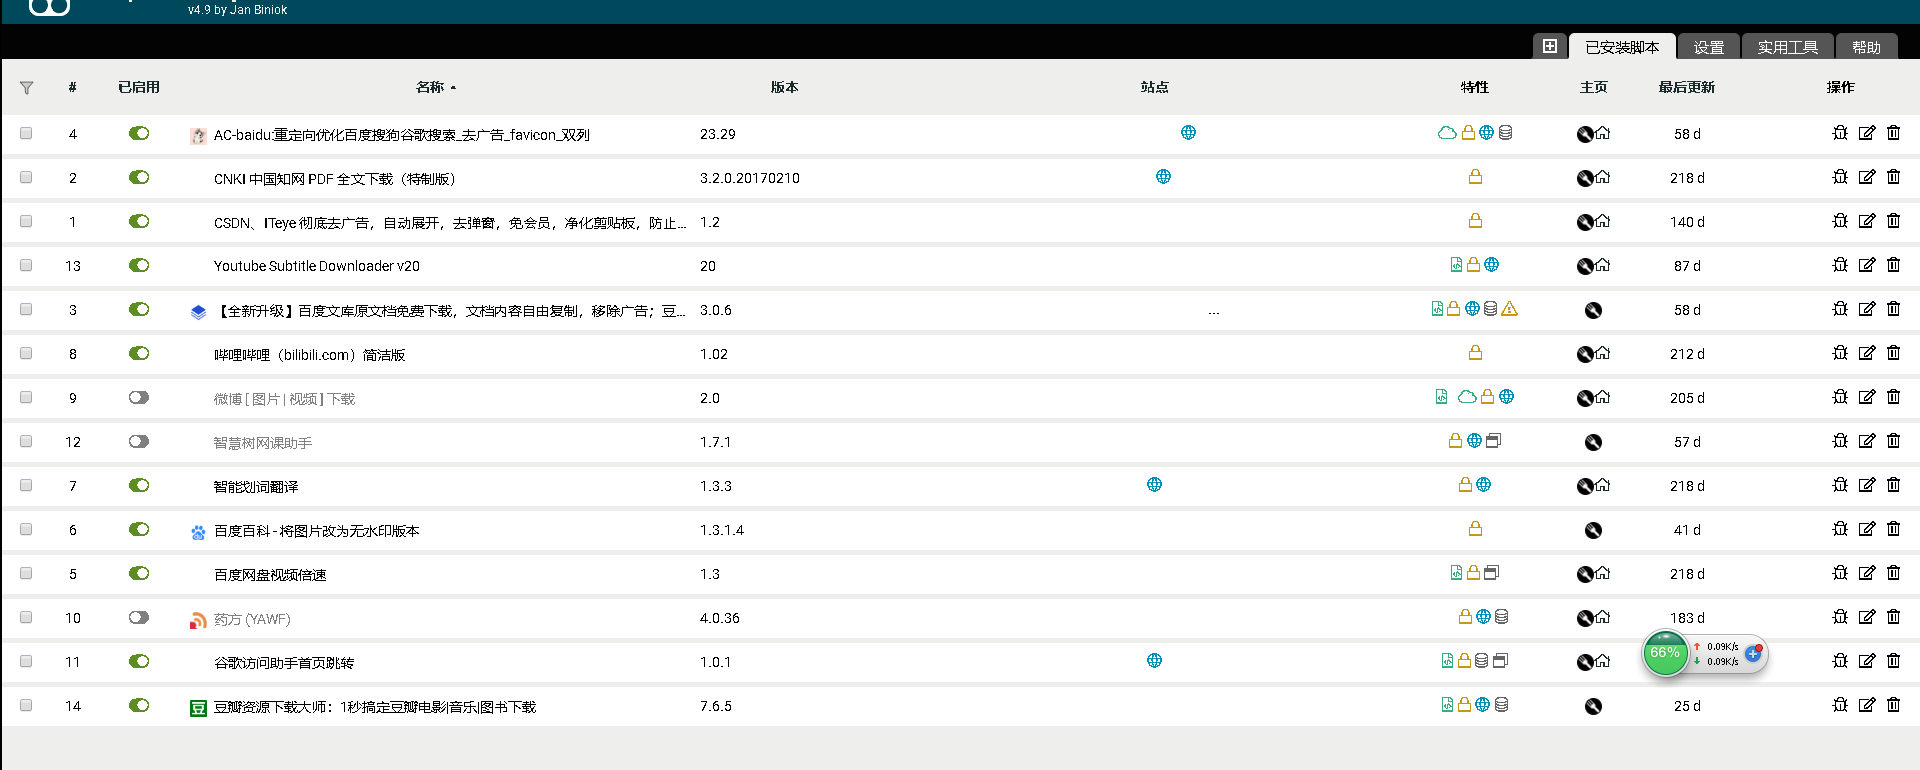 v4.9 by Jan Biniok
已安装脚本 设置 实用工具 帮助
# 已启用 名称 版本 站点 特性 主页 最后更新 操作
4 AC-baidu:重定向优化百度搜狗谷歌搜索_去广告_favicon_双列 23.29 58 d
2 CNKI 中国知网 PDF 全文下载（特制版） 3.2.0.20170210 218 d
1 CSDN、ITeye 彻底去广告，自动展开，去弹窗，免会员，净化剪贴板，防止... 1.2 140 d
13 Youtube Subtitle Downloader v20 20 87 d
3 【全新升级】百度文库原文档免费下载，文档内容自由复制，移除广告；豆... 3.0.6 ... 58 d
8 哔哩哔哩（bilibili.com）简洁版 1.02 212 d
9 微博 [ 图片 | 视频 ] 下载 2.0 205 d
12 智慧树网课助手 1.7.1 57 d
7 智能划词翻译 1.3.3 218 d
6 百度百科 - 将图片改为无水印版本 1.3.1.4 41 d
5 百度网盘视频倍速 1.3 218 d
10 药方 (YAWF) 4.0.36 183 d
66% 0.09K/s
0.09K/s
11 谷歌访问助手首页跳转 1.0.1
14 豆瓣资源下载大师：1秒搞定豆瓣电影|音乐|图书下载 7.6.5 25 d